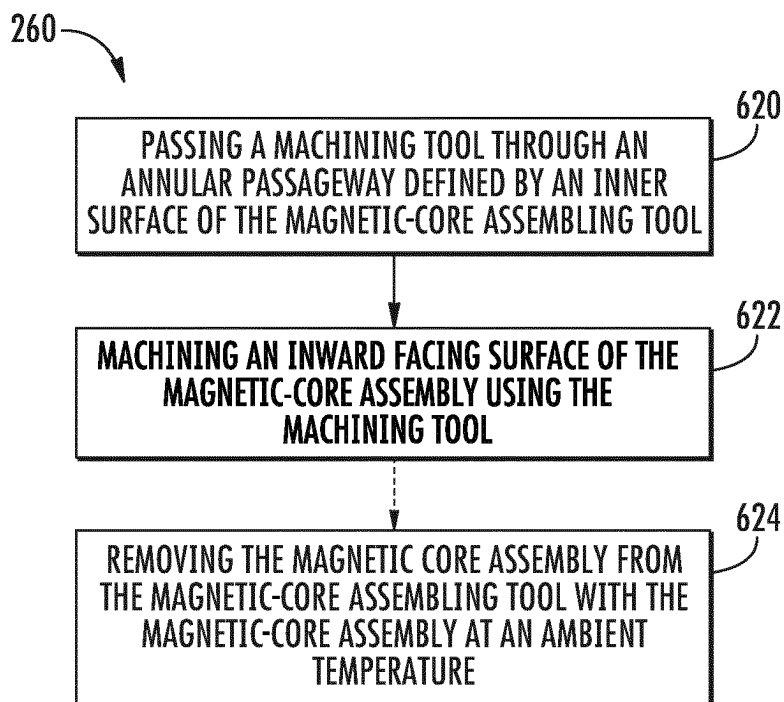 260
620
PASSING A MACHINING TOOL THROUGH AN
ANNULAR PASSAGEWAY DEFINED BY AN INNER
SURFACE OF THE MAGNETIC-CORE ASSEMBLING TOOL
622
MACHINING AN INWARD FACING SURFACE OF THE
MAGNETIC-CORE ASSEMBLY USING THE
MACHINING TOOL
624
REMOVING THE MAGNETIC CORE ASSEMBLY FROM
THE MAGNETIC-CORE ASSEMBLING TOOL WITH THE
MAGNETIC-CORE ASSEMBLY AT AN AMBIENT
TEMPERATURE